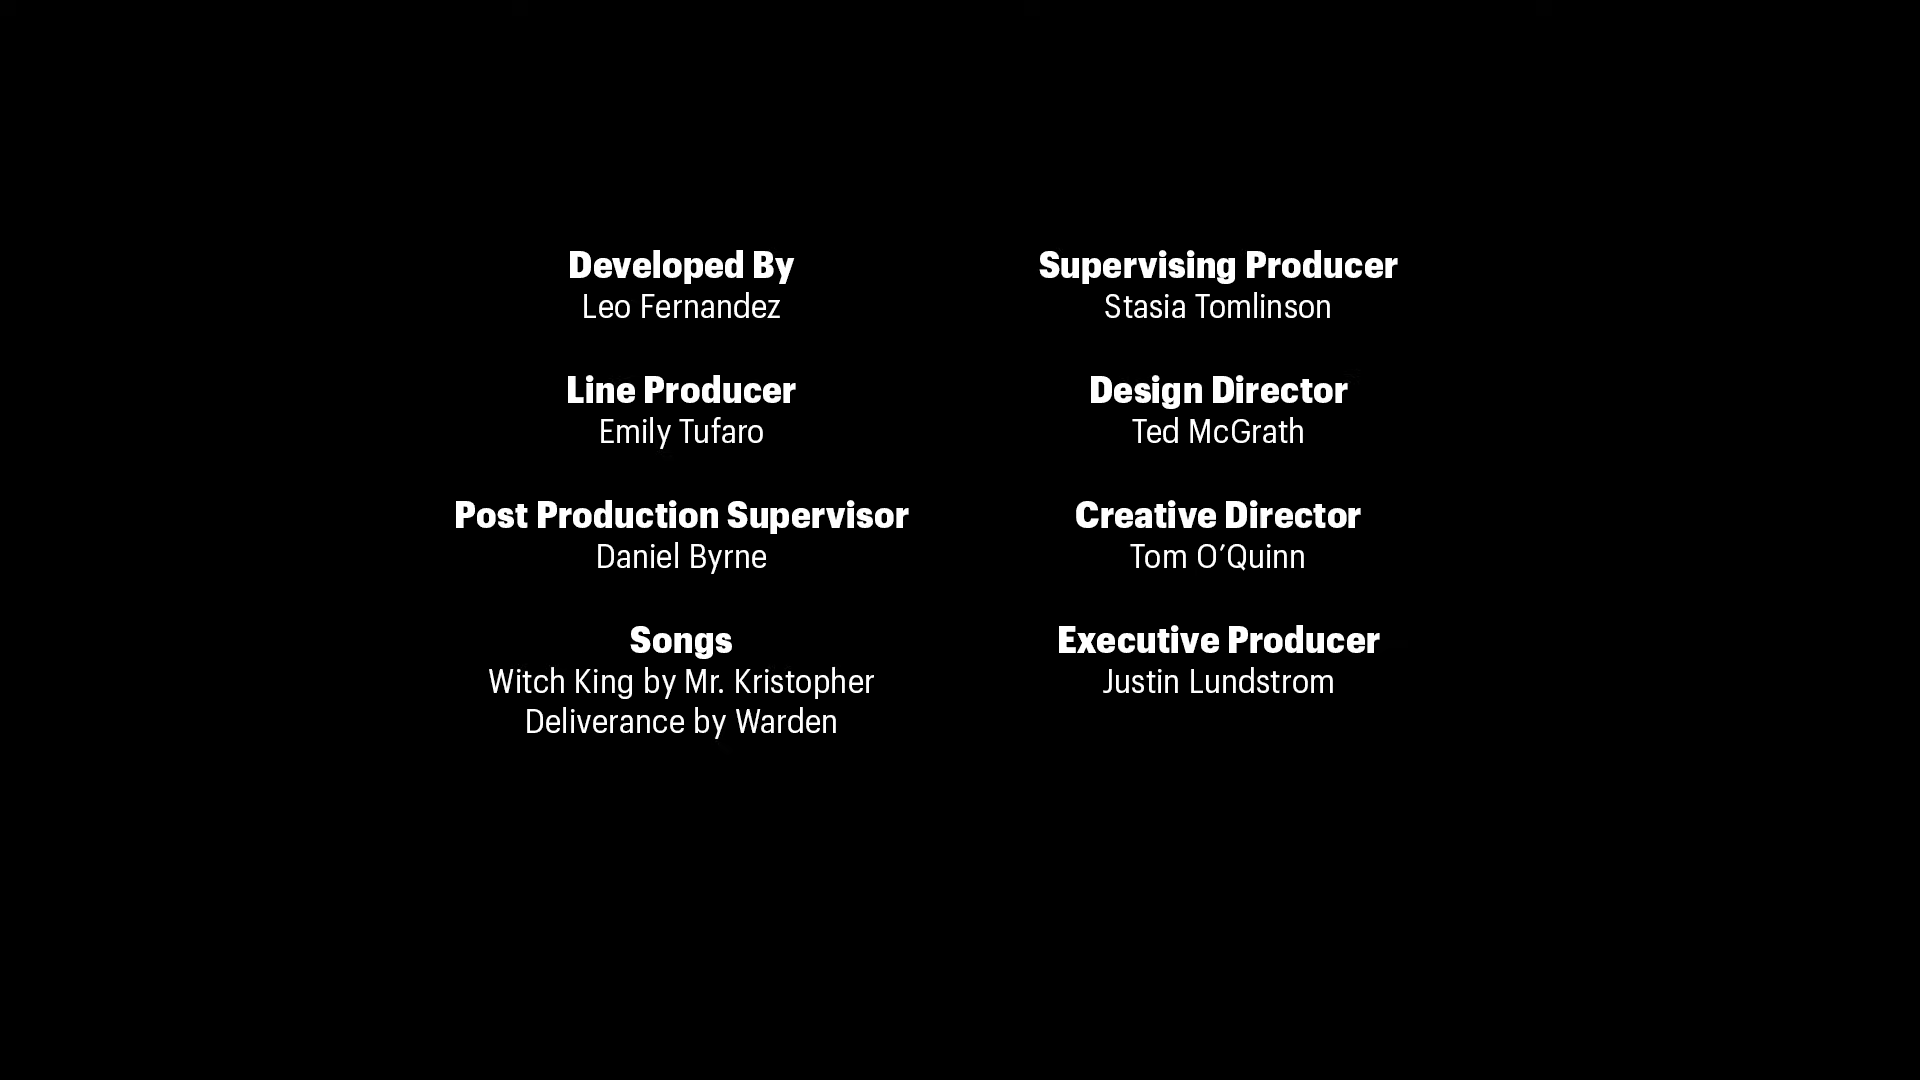 Developed By
Leo Fernandez
Line Producer
Emily Tufaro
Post Production Supervisor
Daniel Byrne
Songs
Witch King by Mr. Kristopher
Deliverance by Warden
Supervising Producer
Stasia Tomlinson
Design Director
Ted McGrath
Creative Director
Tom O’Quinn
Executive Producer
Justin Lundstrom